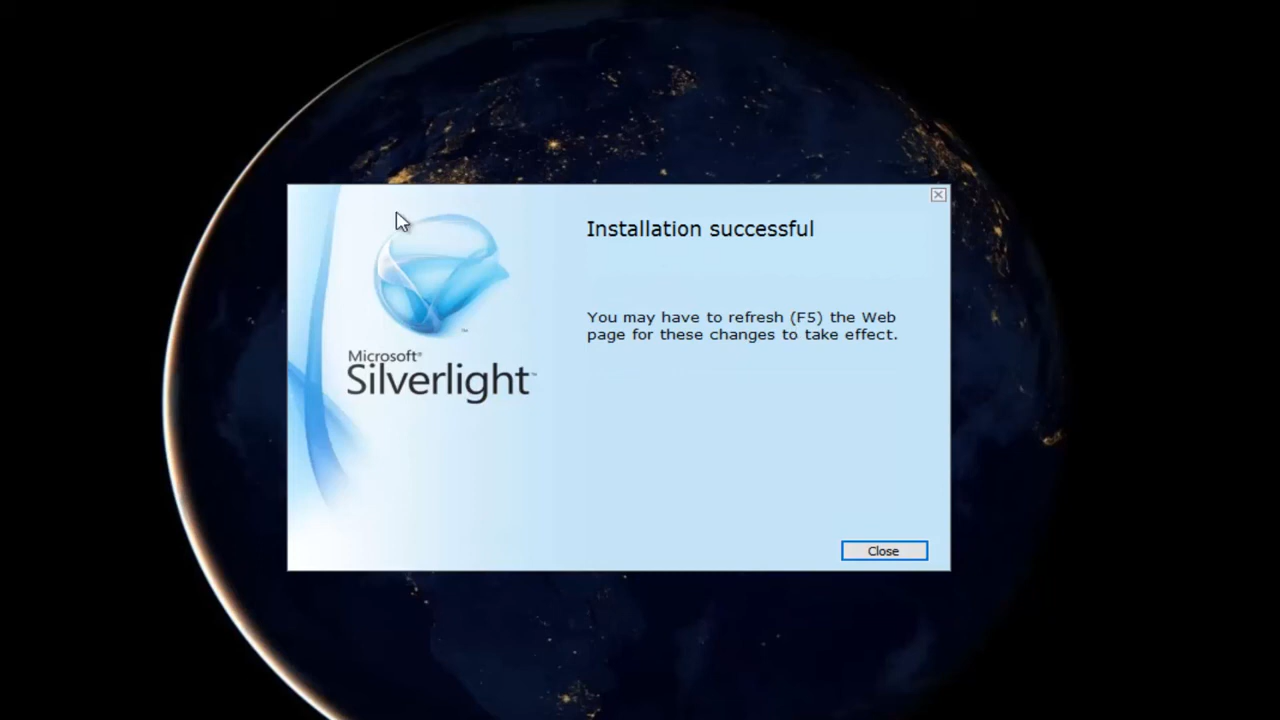 Installation successful
You may have to refresh (F5) the Web
page for these changes to take effect.
Microsoft®
Silverlight™
™
Close